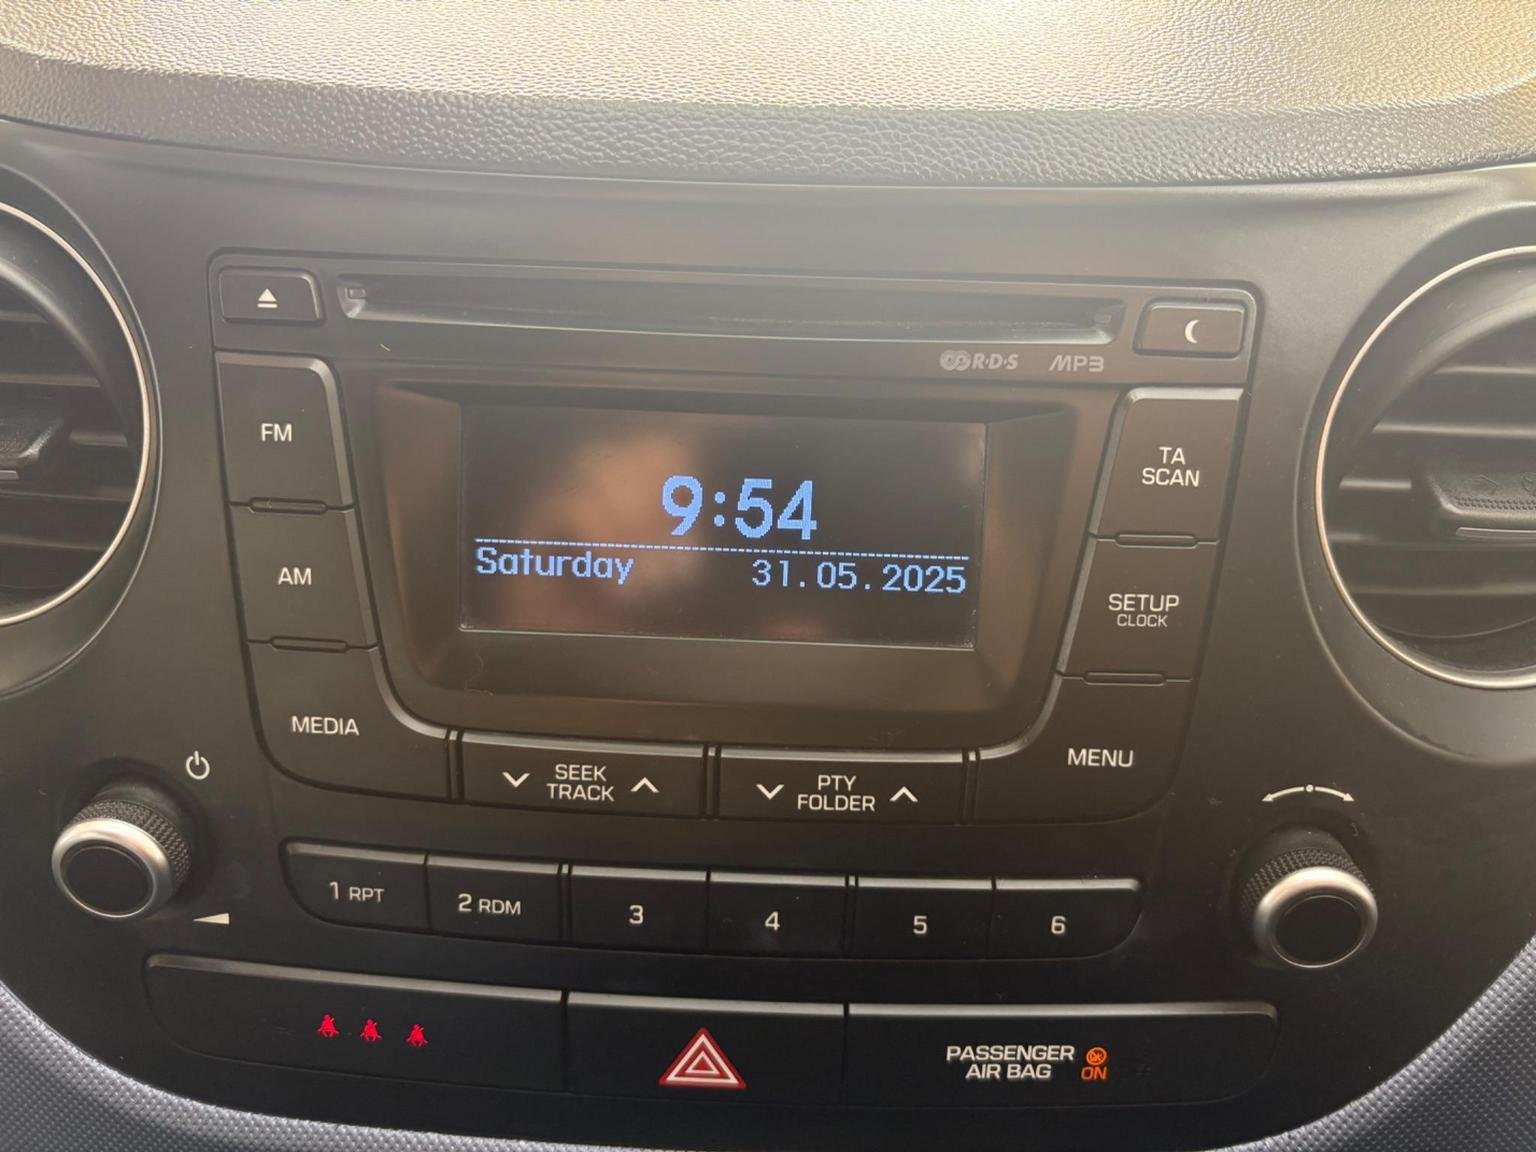 R·D·S MP3
FM
TA
SCAN
9:54
Saturday 31.05.2025
AM
SETUP
CLOCK
MEDIA
SEEK
TRACK
PTY
FOLDER
MENU
1 RPT
2 RDM
3
4
5
6
PASSENGER
AIR BAG
ON